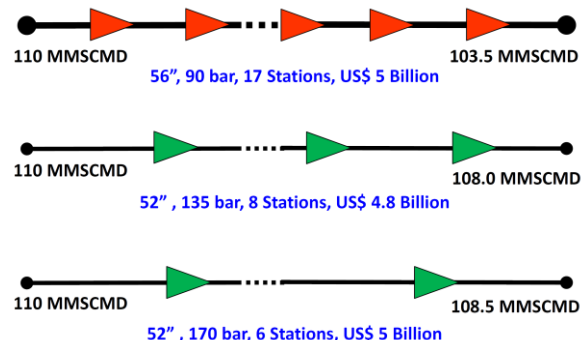 110 MMSCMD 103.5 MMSCMD
56”, 90 bar, 17 Stations, US$ 5 Billion
110 MMSCMD 108.0 MMSCMD
52” , 135 bar, 8 Stations, US$ 4.8 Billion
110 MMSCMD 108.5 MMSCMD
52” , 170 bar, 6 Stations, US$ 5 Billion